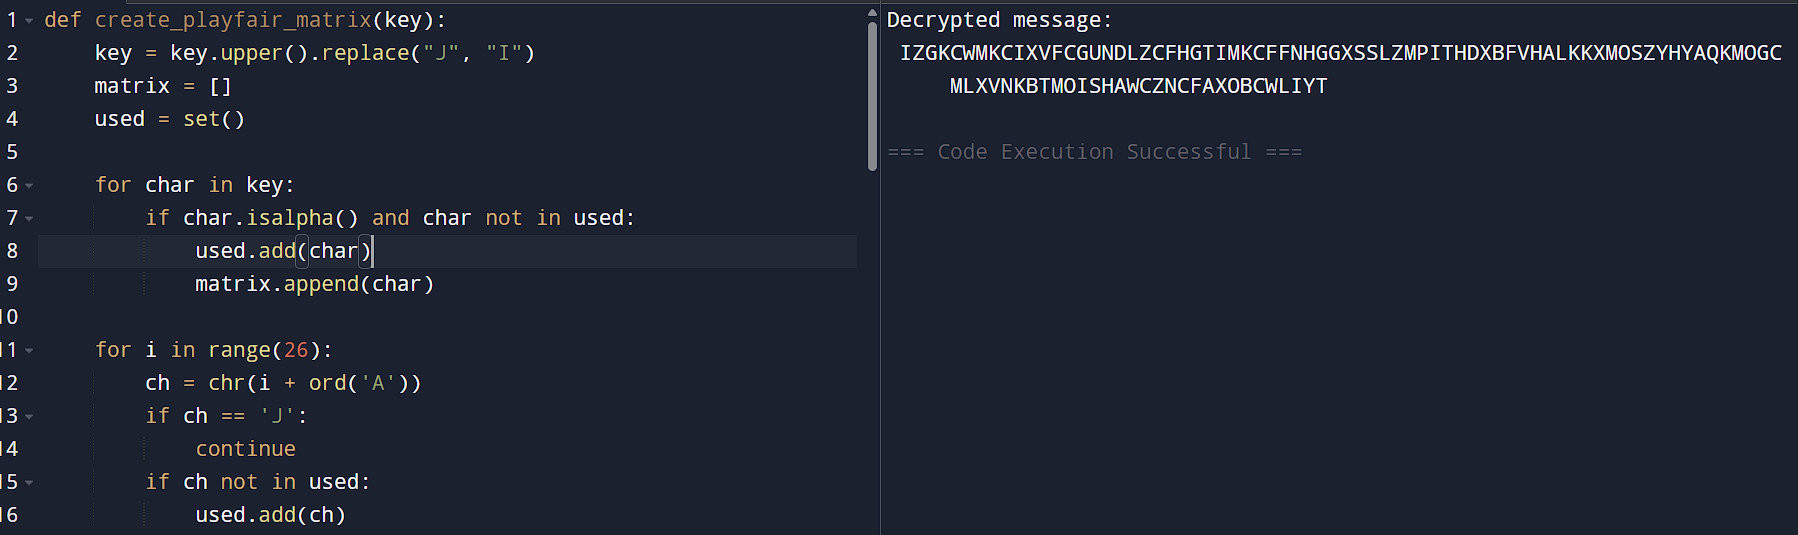 1 def create_playfair_matrix(key):
2 key = key.upper().replace("J", "I")
3 matrix = []
4 used = set()
5
6 for char in key:
7 if char.isalpha() and char not in used:
8 used.add(char)
9 matrix.append(char)
10
11 for i in range(26):
12 ch = chr(i + ord('A'))
13 if ch == 'J':
14 continue
15 if ch not in used:
16 used.add(ch)
Decrypted message:
IZGKCWMKCIXVFCGUNDLZCFHGTIMKCFFNHGGXSSLZMPITHDXBFVHALKKXMOSZYHYAQKMOGC
MLXVNKBTMOISHAWCZNCFAXOBCWLIYT
=== Code Execution Successful ===